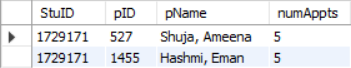 StuID pID pName numAppts
1729171 527 Shuja, Ameena 5
1729171 1455 Hashmi, Eman 5